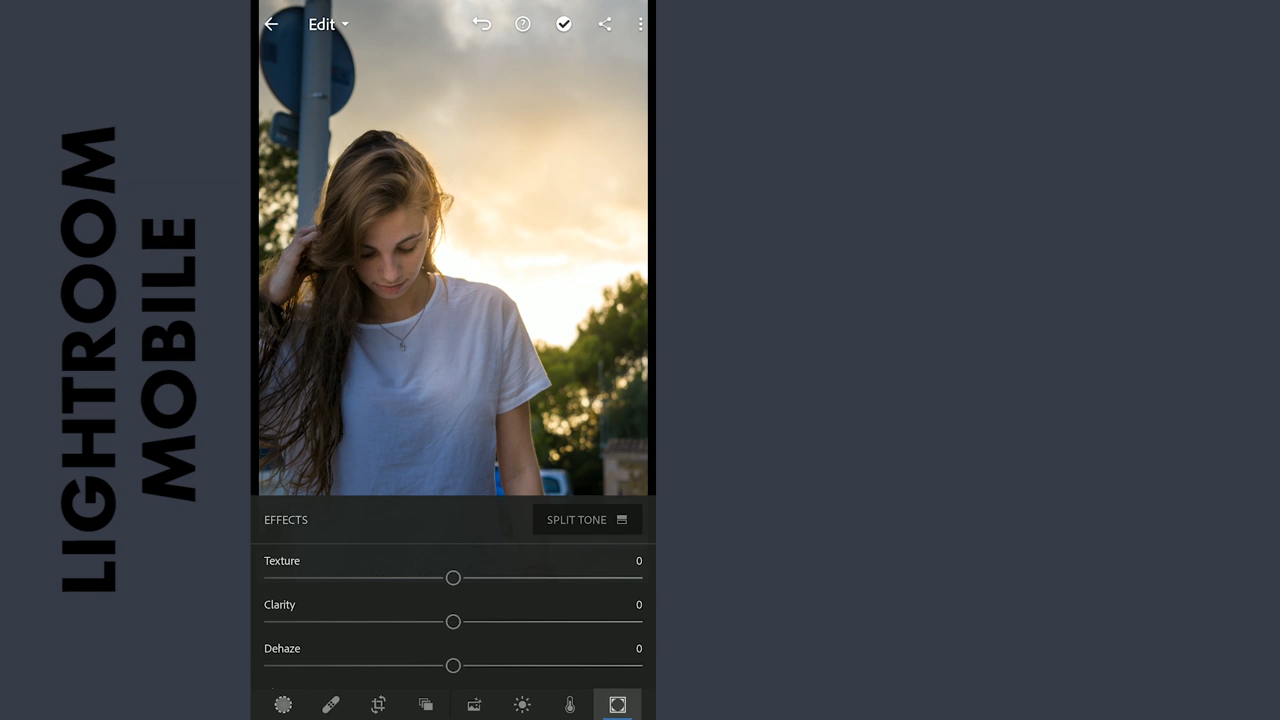 LIGHTROOM
MOBILE
Edit
EFFECTS
SPLIT TONE
Texture 0
Clarity 0
Dehaze 0